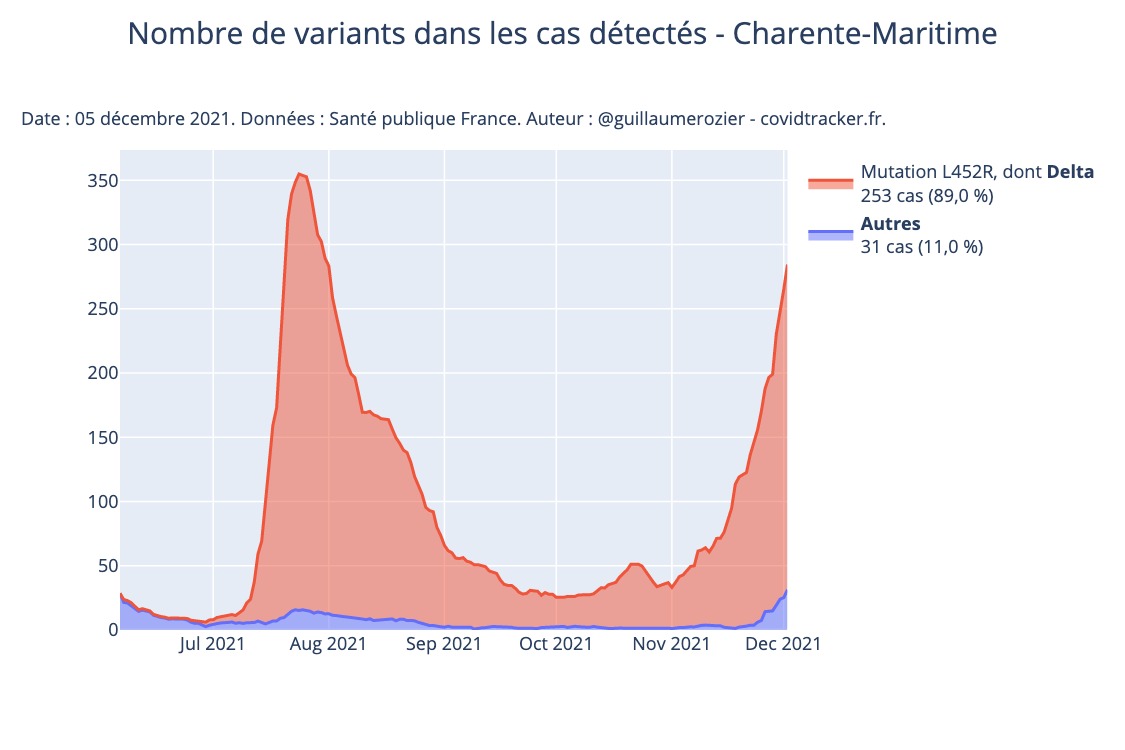 Nombre de variants dans les cas détectés - Charente-Maritime
Date : 05 décembre 2021. Données : Santé publique France. Auteur : @guillaumerozier - covidtracker.fr.
Mutation L452R, dont Delta
253 cas (89,0 %)
Autres
31 cas (11,0 %)
350
300
250
200
150
100
50
0
Jul 2021 Aug 2021 Sep 2021 Oct 2021 Nov 2021 Dec 2021